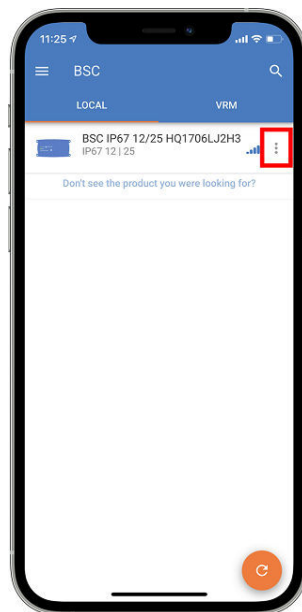 11:25
BSC
LOCAL VRM
BSC IP67 12/25 HQ1706LJ2H3
IP67 12 | 25
Don't see the product you were looking for?